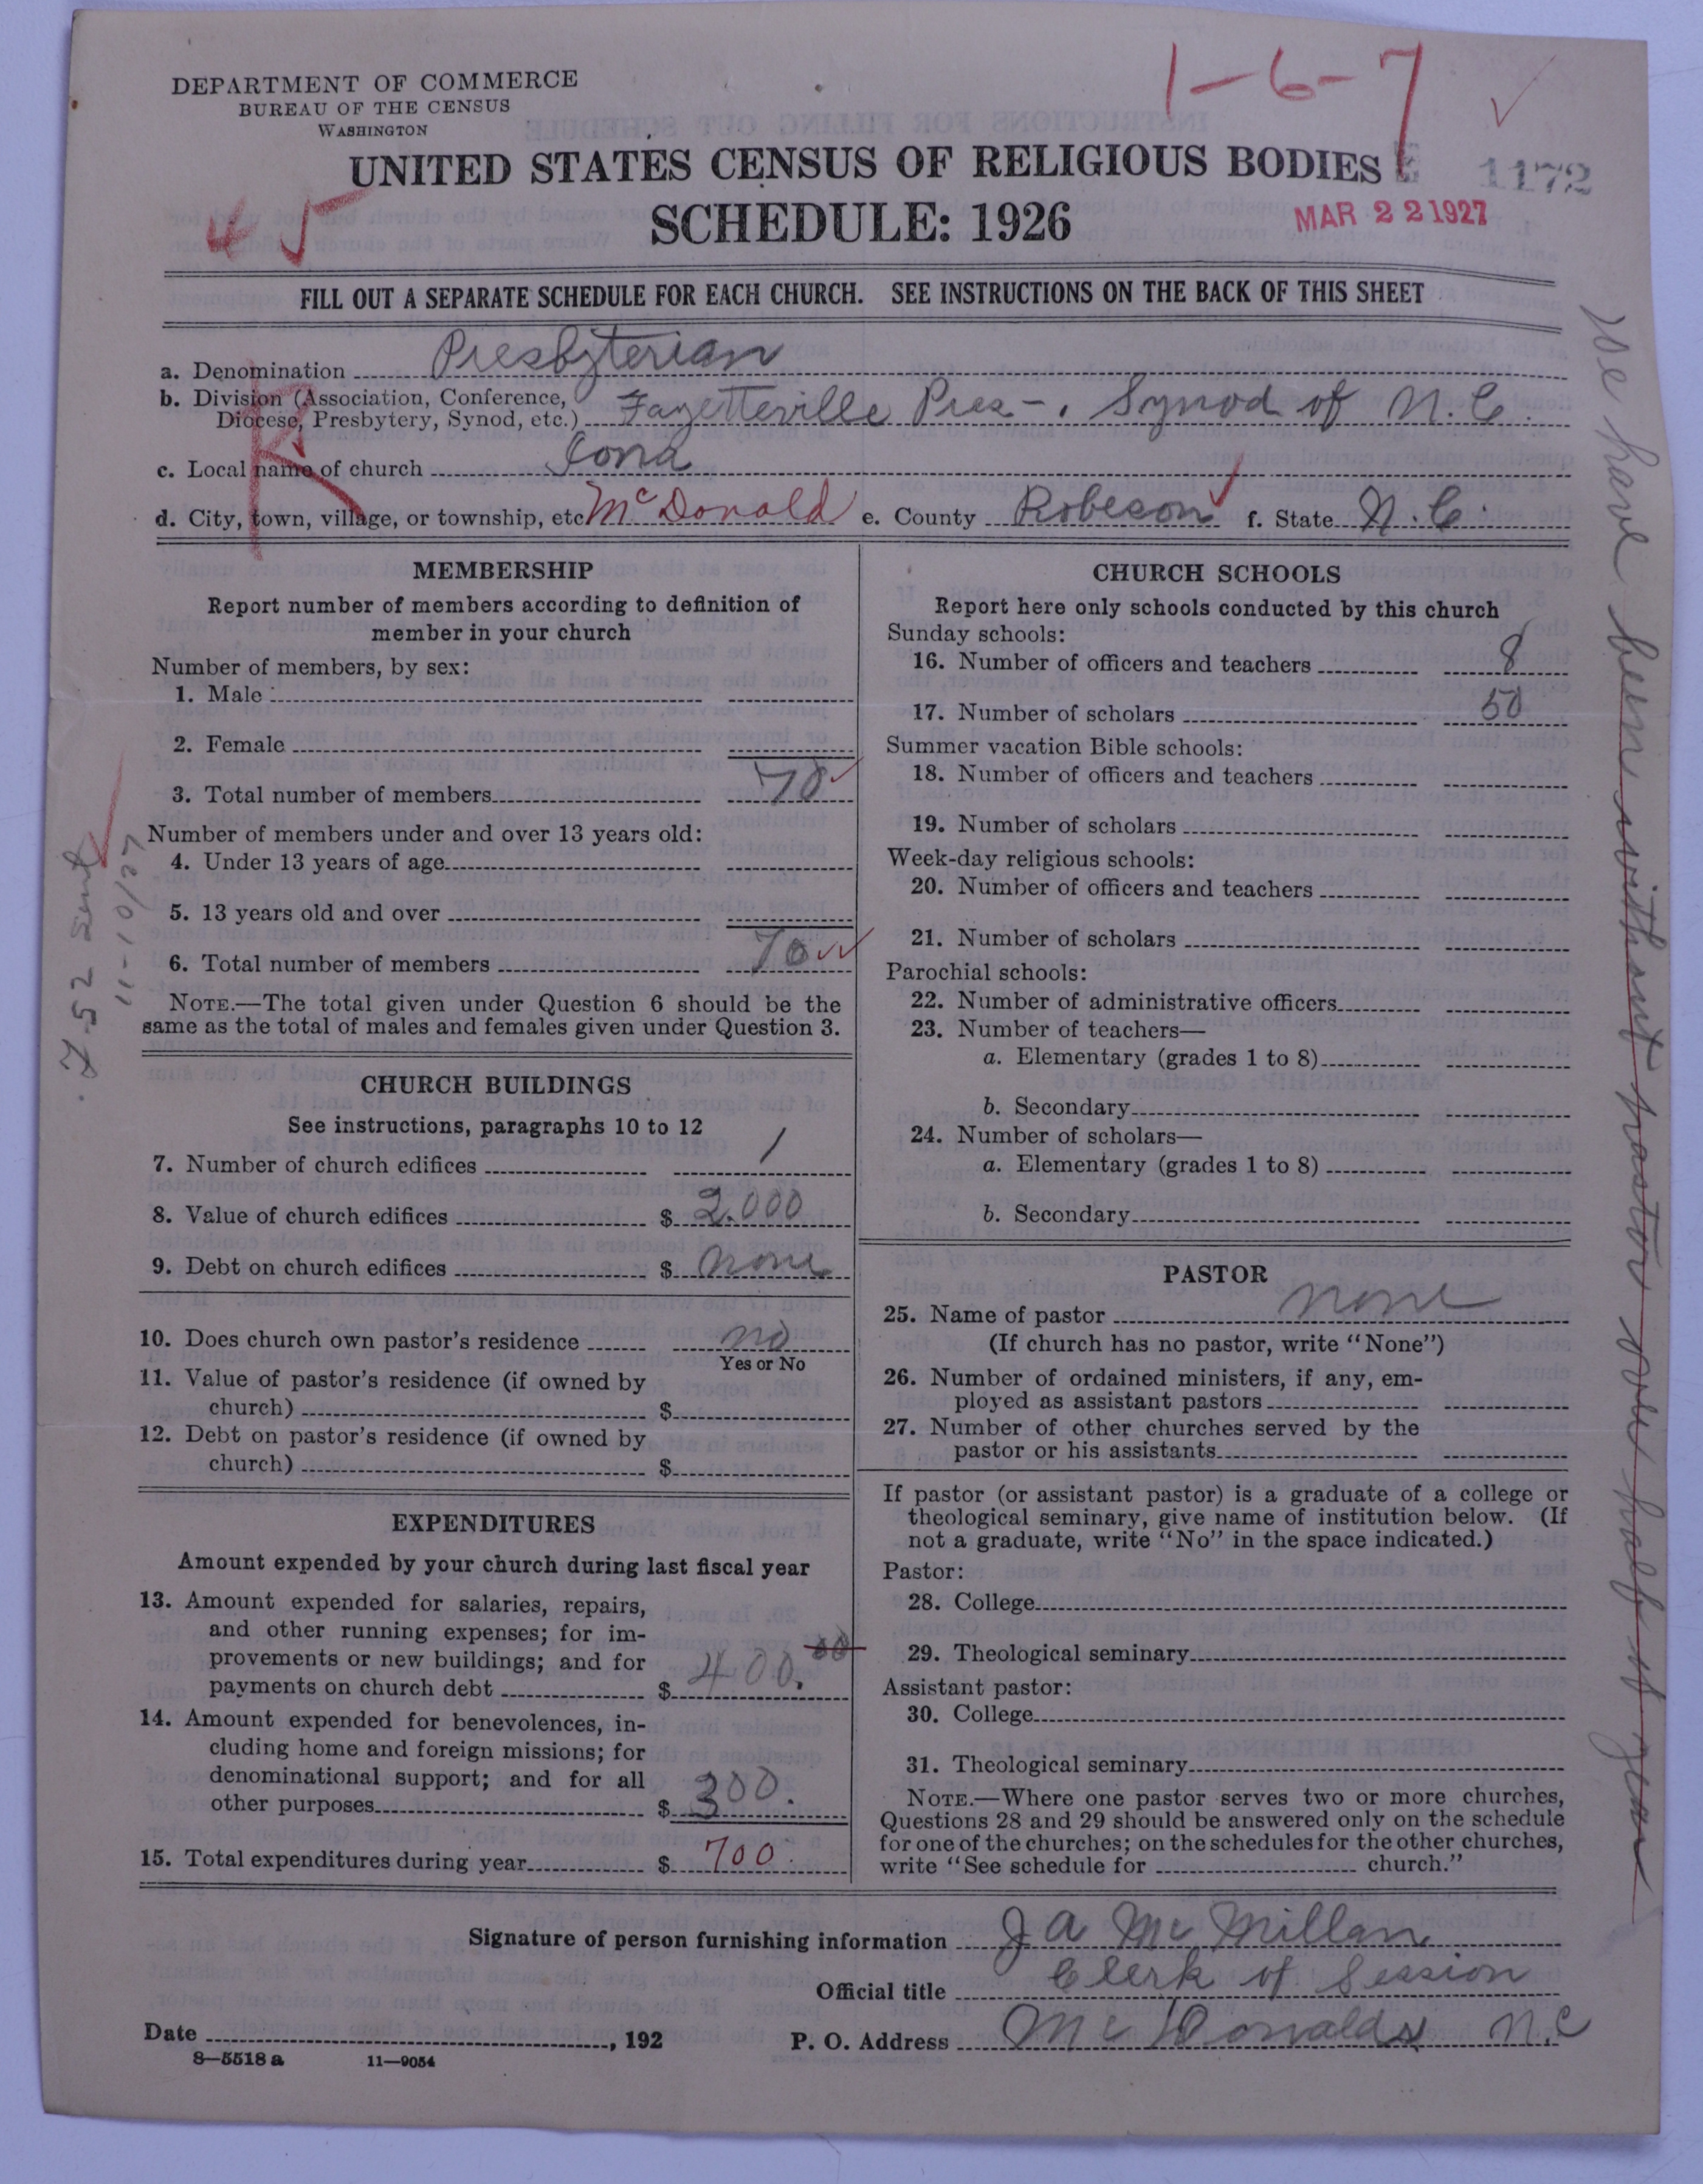 1-6-7
DEPARTMENT OF COMMERCE
BUREAU OF THE CENSUS
WASHINGTON
UNITED STATES CENSUS OF RELIGIOUS BODIES
1172
SCHEDULE: 1926
MAR 22 1927
FILL OUT A SEPARATE SCHEDULE FOR EACH CHURCH. SEE INSTRUCTIONS ON THE BACK OF THIS SHEET
R
a. Denomination Presbyterian
b. Division (Association, Conference,
Diocese, Presbytery, Synod, etc.) Fayetteville Pres-. Synod of N.C.
c. Local name of church Iona
d. City, town, village, or township, etc McDonald e. County Robeson f. State N.C.
MEMBERSHIP
Report number of members according to definition of
member in your church
Number of members, by sex:
1. Male
2. Female
3. Total number of members 70
Number of members under and over 13 years old:
4. Under 13 years of age
5. 13 years old and over
6. Total number of members 70
NOTE.—The total given under Question 6 should be the
same as the total of males and females given under Question 3.
CHURCH BUILDINGS
See instructions, paragraphs 10 to 12
7. Number of church edifices 1
8. Value of church edifices $ 2.000
9. Debt on church edifices $ none
10. Does church own pastor's residence no
Yes or No
11. Value of pastor's residence (if owned by
church) $
12. Debt on pastor's residence (if owned by
church) $
EXPENDITURES
Amount expended by your church during last fiscal year
13. Amount expended for salaries, repairs,
and other running expenses; for im-
provements or new buildings; and for
payments on church debt $ 400.00
14. Amount expended for benevolences, in-
cluding home and foreign missions; for
denominational support; and for all
other purposes $ 300.
15. Total expenditures during year $ 700.
CHURCH SCHOOLS
Report here only schools conducted by this church
Sunday schools:
16. Number of officers and teachers 8
17. Number of scholars 50
Summer vacation Bible schools:
18. Number of officers and teachers
19. Number of scholars
Week-day religious schools:
20. Number of officers and teachers
21. Number of scholars
Parochial schools:
22. Number of administrative officers
23. Number of teachers—
a. Elementary (grades 1 to 8)
b. Secondary
24. Number of scholars—
a. Elementary (grades 1 to 8)
b. Secondary
PASTOR
25. Name of pastor none
(If church has no pastor, write "None")
26. Number of ordained ministers, if any, em-
ployed as assistant pastors
27. Number of other churches served by the
pastor or his assistants
If pastor (or assistant pastor) is a graduate of a college or
theological seminary, give name of institution below. (If
not a graduate, write "No" in the space indicated.)
Pastor:
28. College
29. Theological seminary
Assistant pastor:
30. College
31. Theological seminary
NOTE.—Where one pastor serves two or more churches,
Questions 28 and 29 should be answered only on the schedule
for one of the churches; on the schedules for the other churches,
write "See schedule for church."
Signature of person furnishing information J A McMillan
Official title Clerk of Session
Date , 192 P. O. Address McDonalds N.C
8—5518 a 11—9054
We have been without pastor over half of year
252 sent
11-10/27